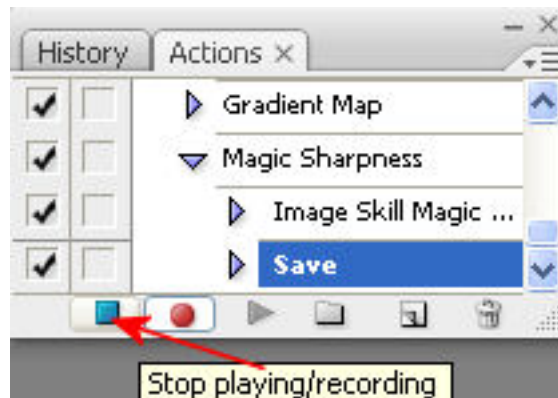 History Actions
Gradient Map
Magic Sharpness
Image Skill Magic ...
Save
Stop playing/recording